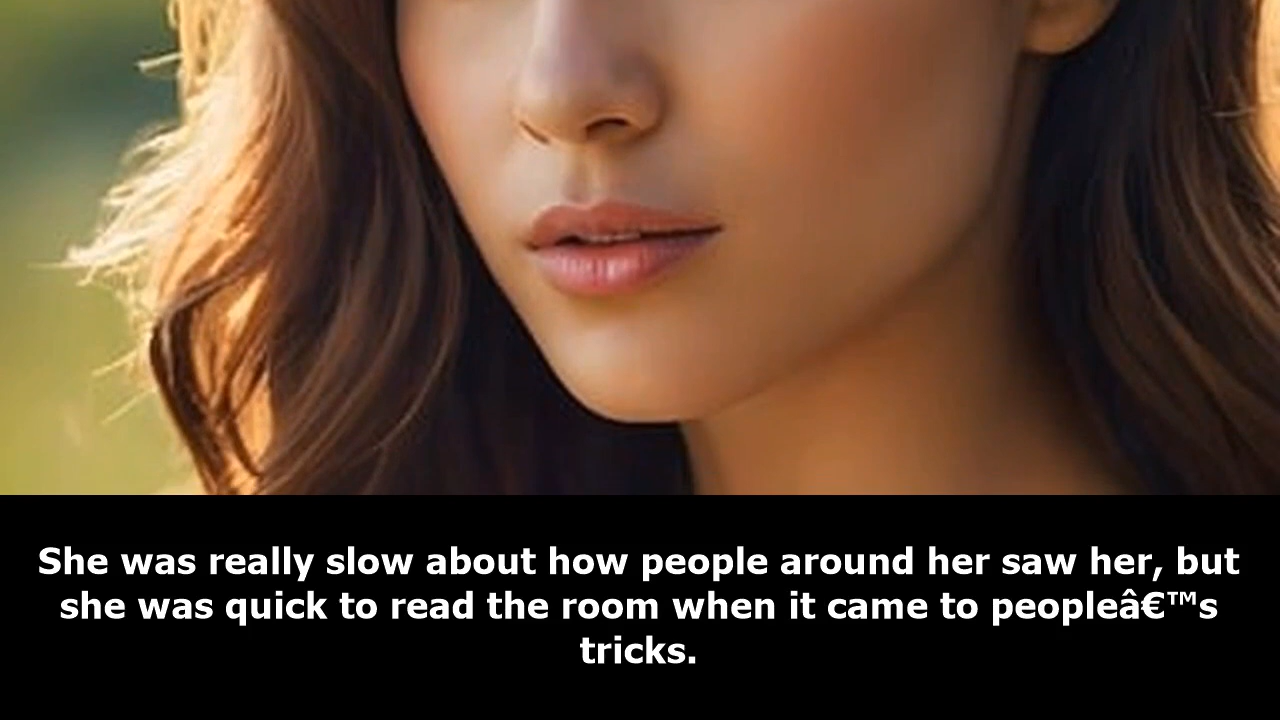 She was really slow about how people around her saw her, but
she was quick to read the room when it came to peopleâ€™s
tricks.